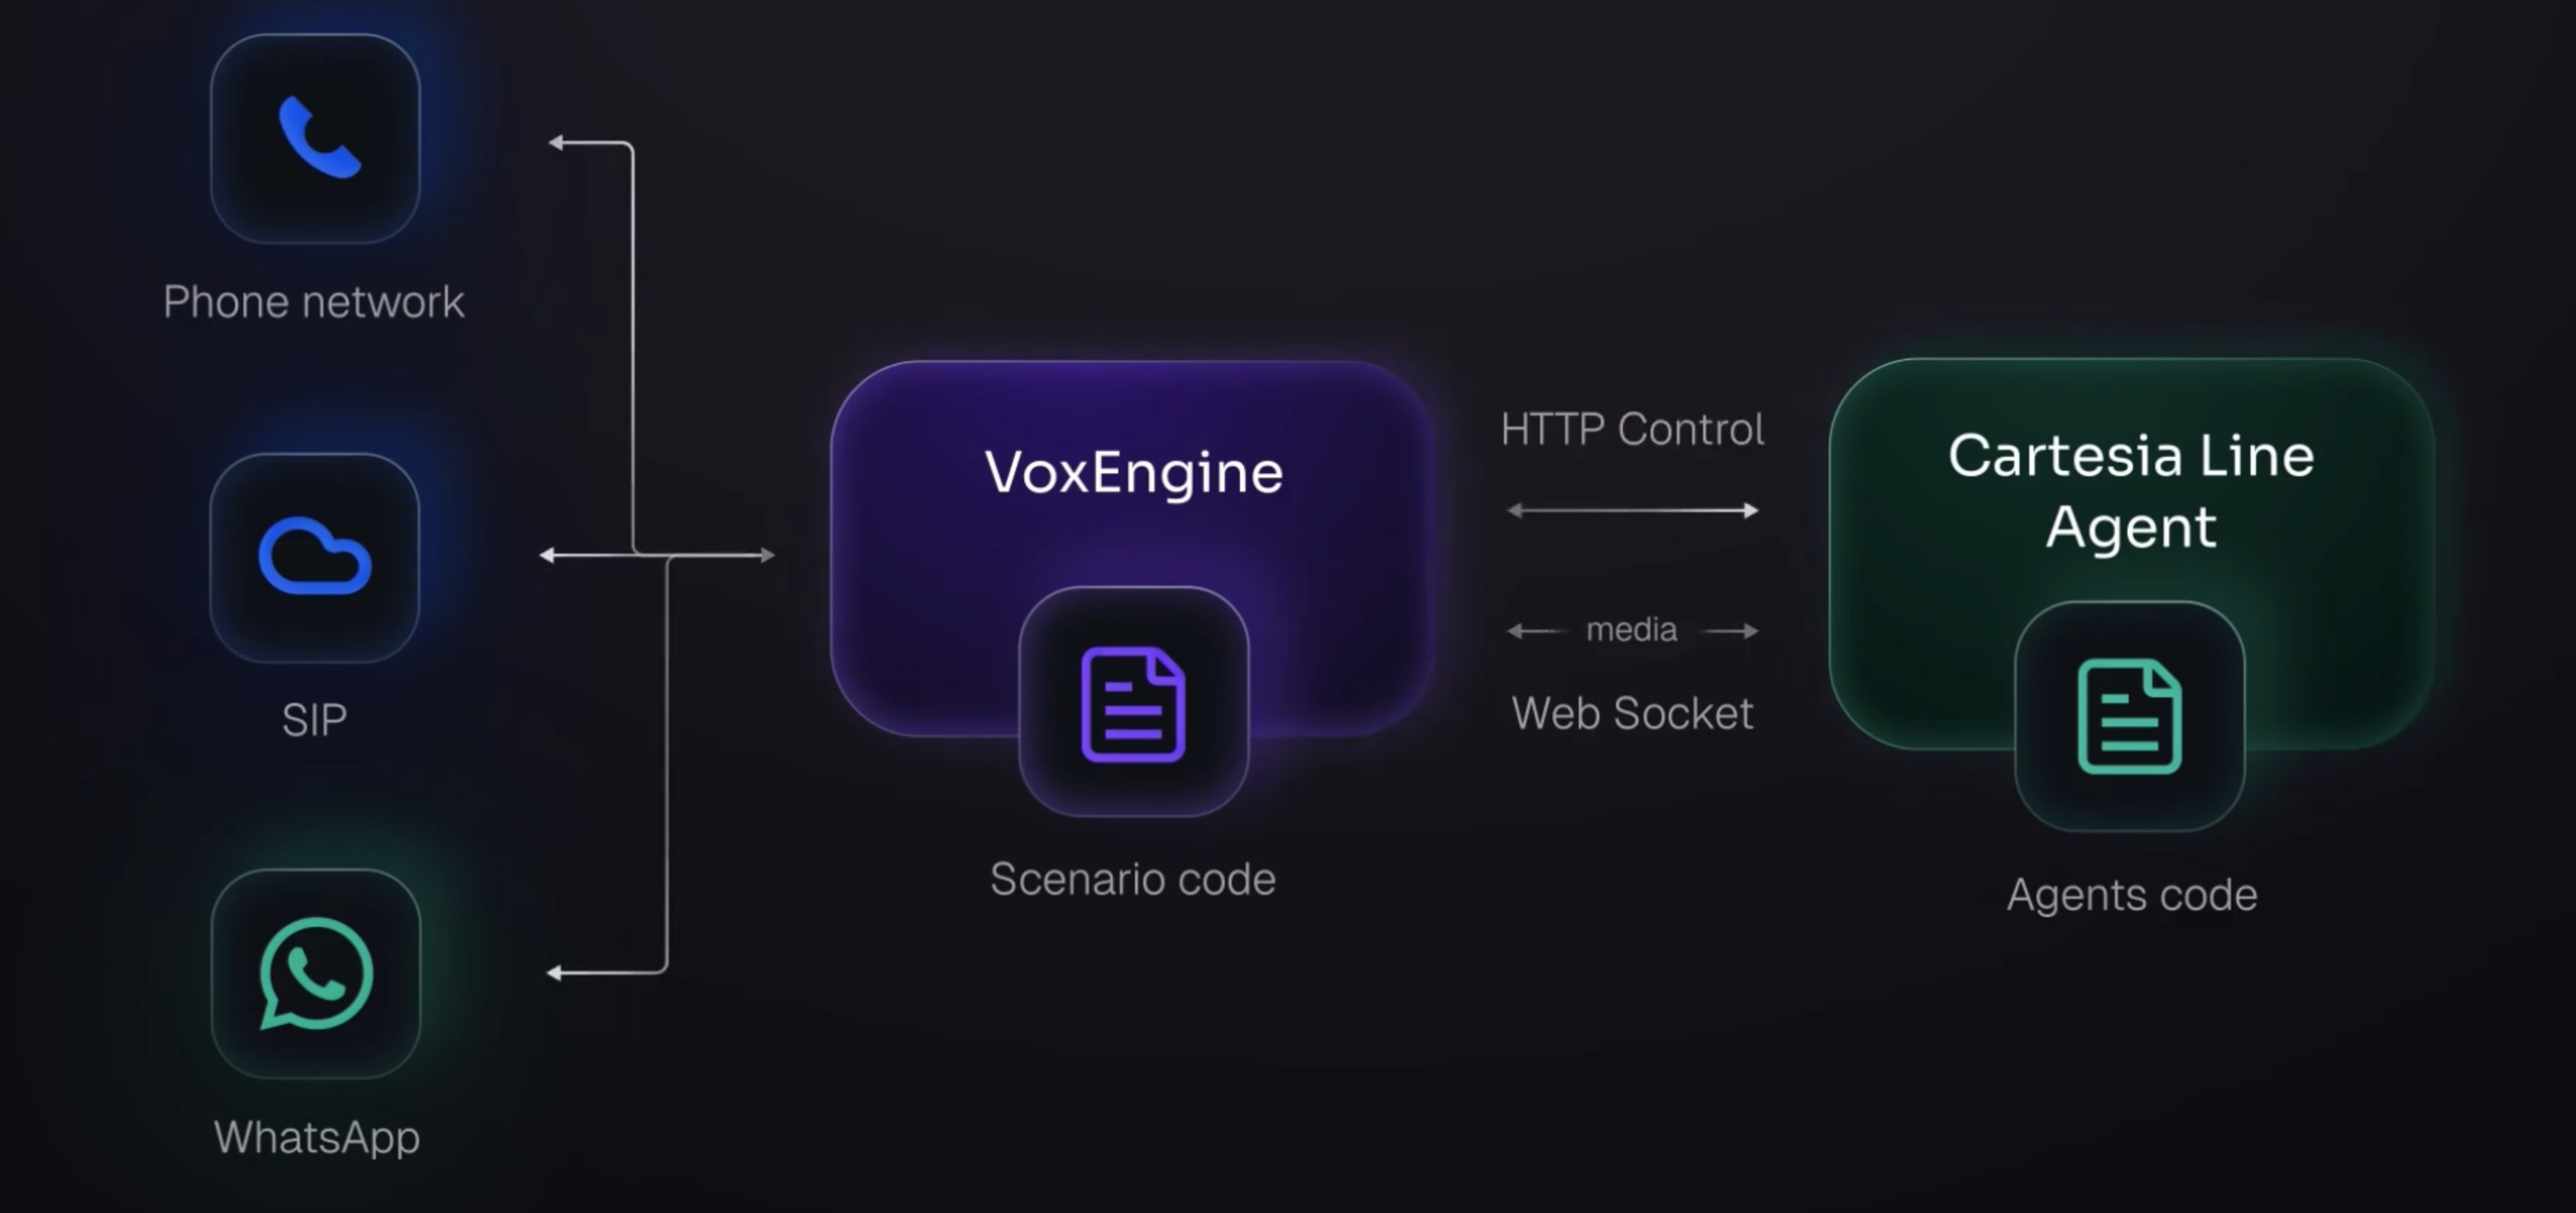 Phone network
SIP
WhatsApp
VoxEngine
Scenario code
HTTP Control
media
Web Socket
Cartesia Line
Agent
Agents code